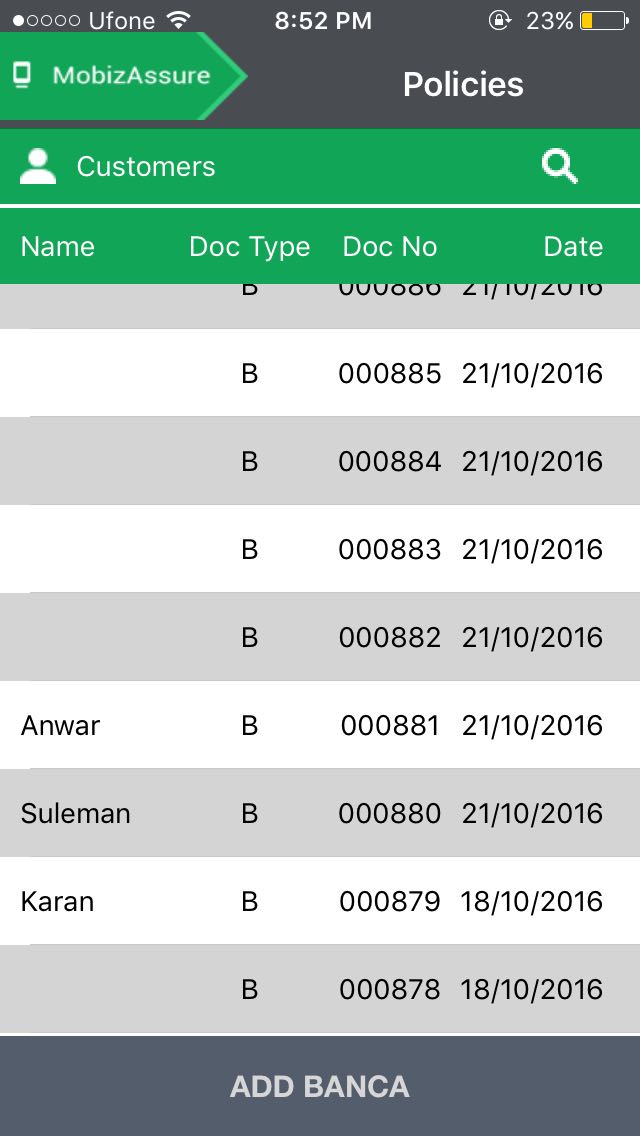 Ufone 8:52 PM 23%
MobizAssure Policies
Customers
Name Doc Type Doc No Date
B 000886 21/10/2016
B 000885 21/10/2016
B 000884 21/10/2016
B 000883 21/10/2016
B 000882 21/10/2016
Anwar B 000881 21/10/2016
Suleman B 000880 21/10/2016
Karan B 000879 18/10/2016
B 000878 18/10/2016
ADD BANCA